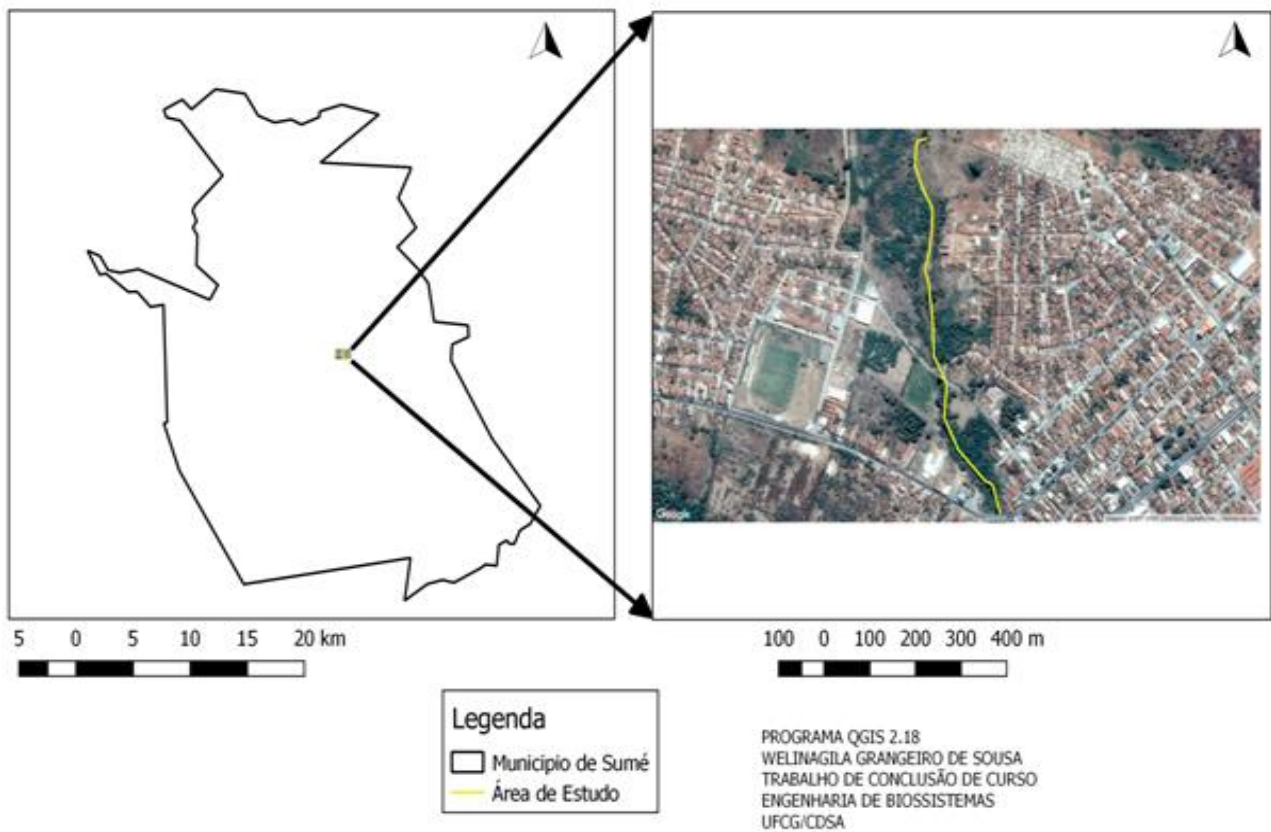 Google
5 0 5 10 15 20 km
100 0 100 200 300 400 m
Legenda
Municipio de Sumé
Área de Estudo
PROGRAMA QGIS 2.18
WELINAGILA GRANGEIRO DE SOUSA
TRABALHO DE CONCLUSÃO DE CURSO
ENGENHARIA DE BIOSSISTEMAS
UFCG/CDSA